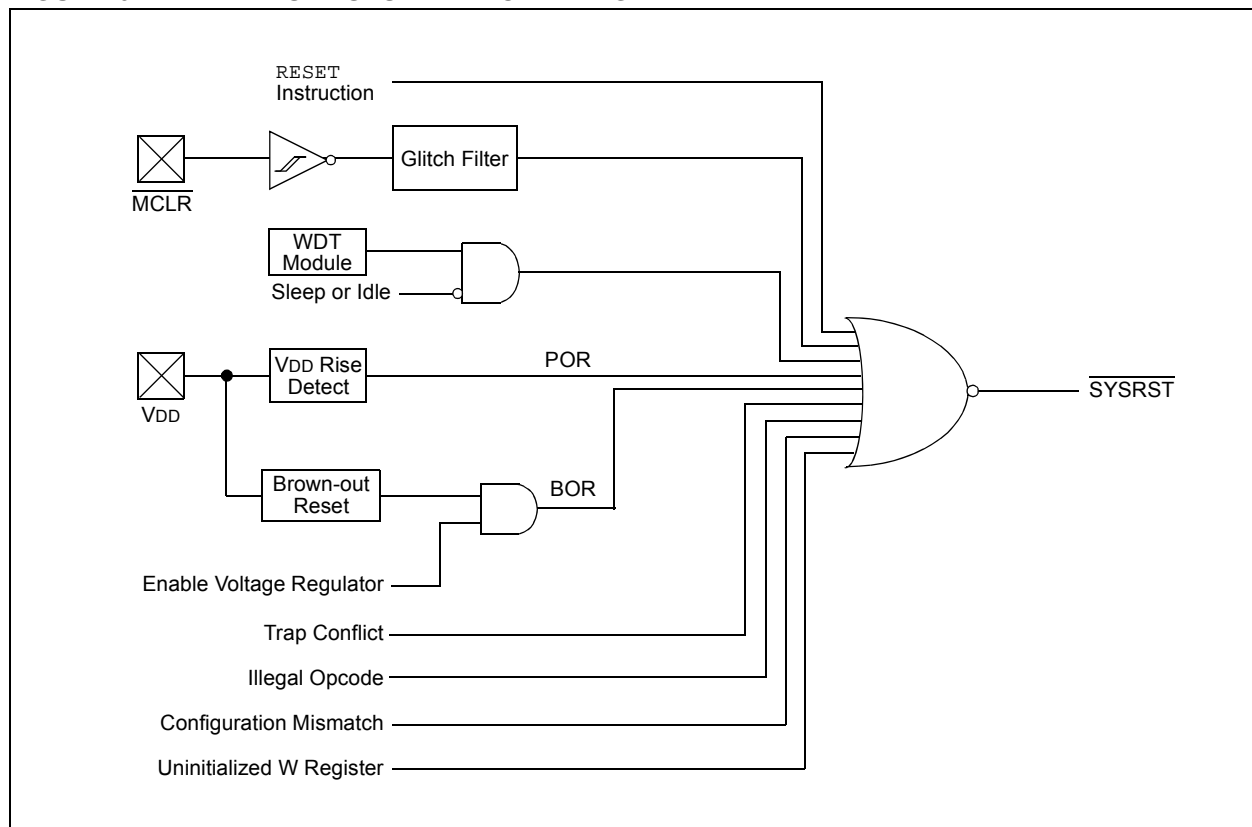 RESET
Instruction
Glitch Filter
MCLR
WDT
Module
Sleep or Idle
VDD Rise
Detect
POR
VDD
SYSRST
Brown-out
Reset
BOR
Enable Voltage Regulator
Trap Conflict
Illegal Opcode
Configuration Mismatch
Uninitialized W Register